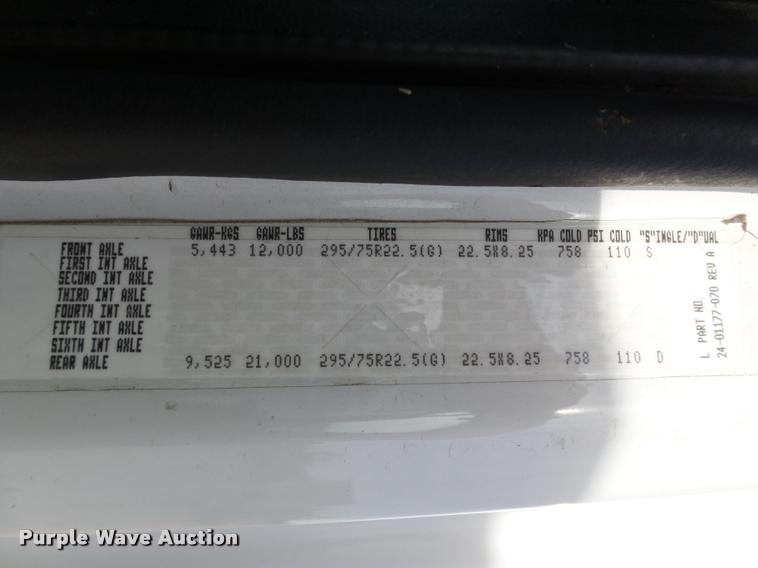 GAWR-KGS GAWR-LBS TIRES RIMS KPA COLD PSI COLD "S"INGLE/"D"UAL
FRONT AXLE 5,443 12,000 295/75R22.5(G) 22.5X8.25 758 110 S
FIRST INT AXLE
SECOND INT AXLE
THIRD INT AXLE
FOURTH INT AXLE
FIFTH INT AXLE
SIXTH INT AXLE
REAR AXLE 9,525 21,000 295/75R22.5(G) 22.5X8.25 758 110 D
L PART NO.
24-01177-070 REV A
Purple Wave Auction